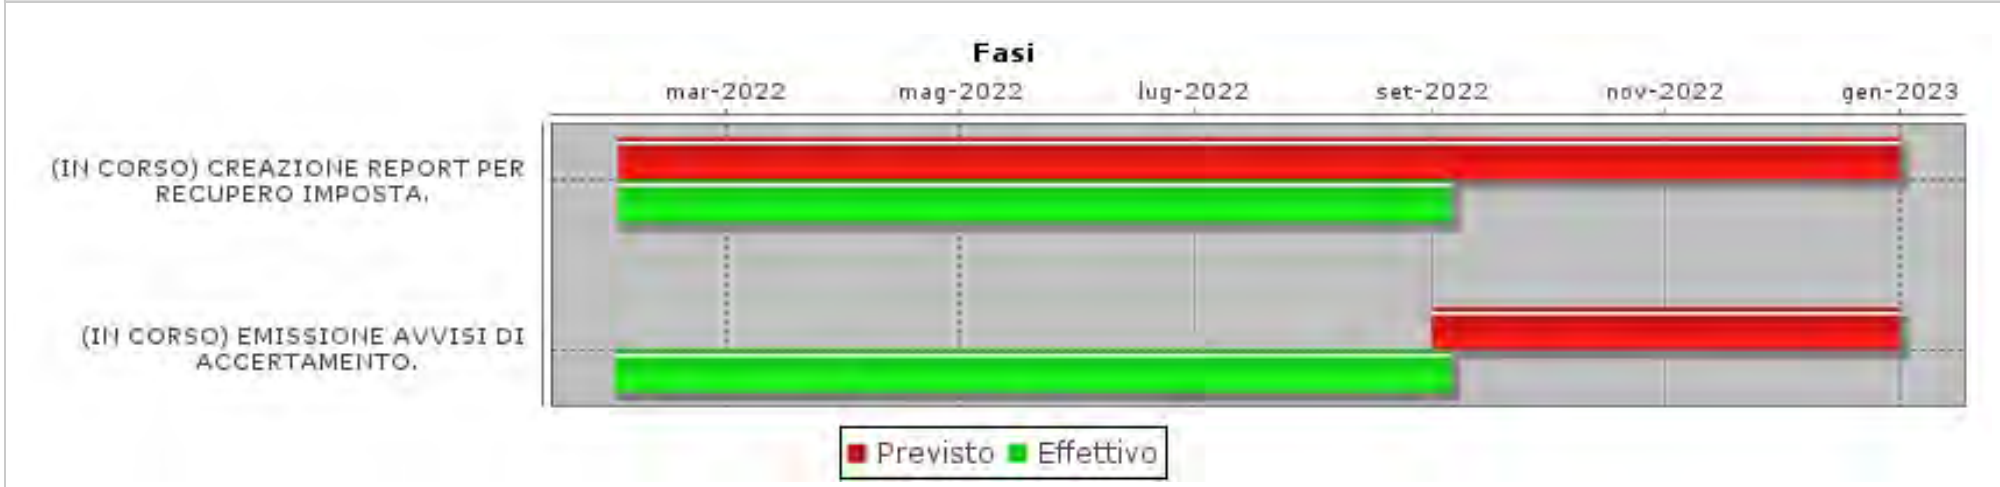 Fasi
mar-2022 mag-2022 lug-2022 set-2022 nov-2022 gen-2023
(IN CORSO) CREAZIONE REPORT PER
RECUPERO IMPOSTA.
(IN CORSO) EMISSIONE AVVISI DI
ACCERTAMENTO.
Previsto Effettivo